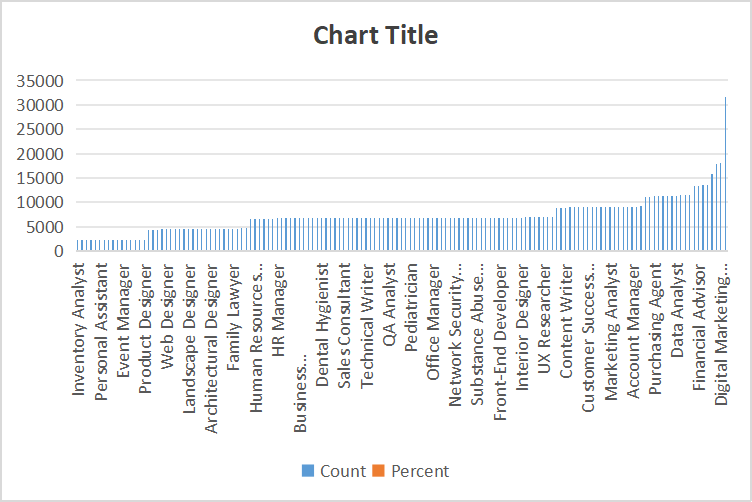 Chart Title
35000
30000
25000
20000
15000
10000
5000
0
Inventory Analyst
Personal Assistant
Event Manager
Product Designer
Web Designer
Landscape Designer
Architectural Designer
Family Lawyer
Human Resources...
HR Manager
Business...
Dental Hygienist
Sales Consultant
Technical Writer
QA Analyst
Pediatrician
Office Manager
Network Security...
Substance Abuse...
Front-End Developer
Interior Designer
UX Researcher
Content Writer
Customer Success...
Marketing Analyst
Account Manager
Purchasing Agent
Data Analyst
Financial Advisor
Digital Marketing...
Count Percent